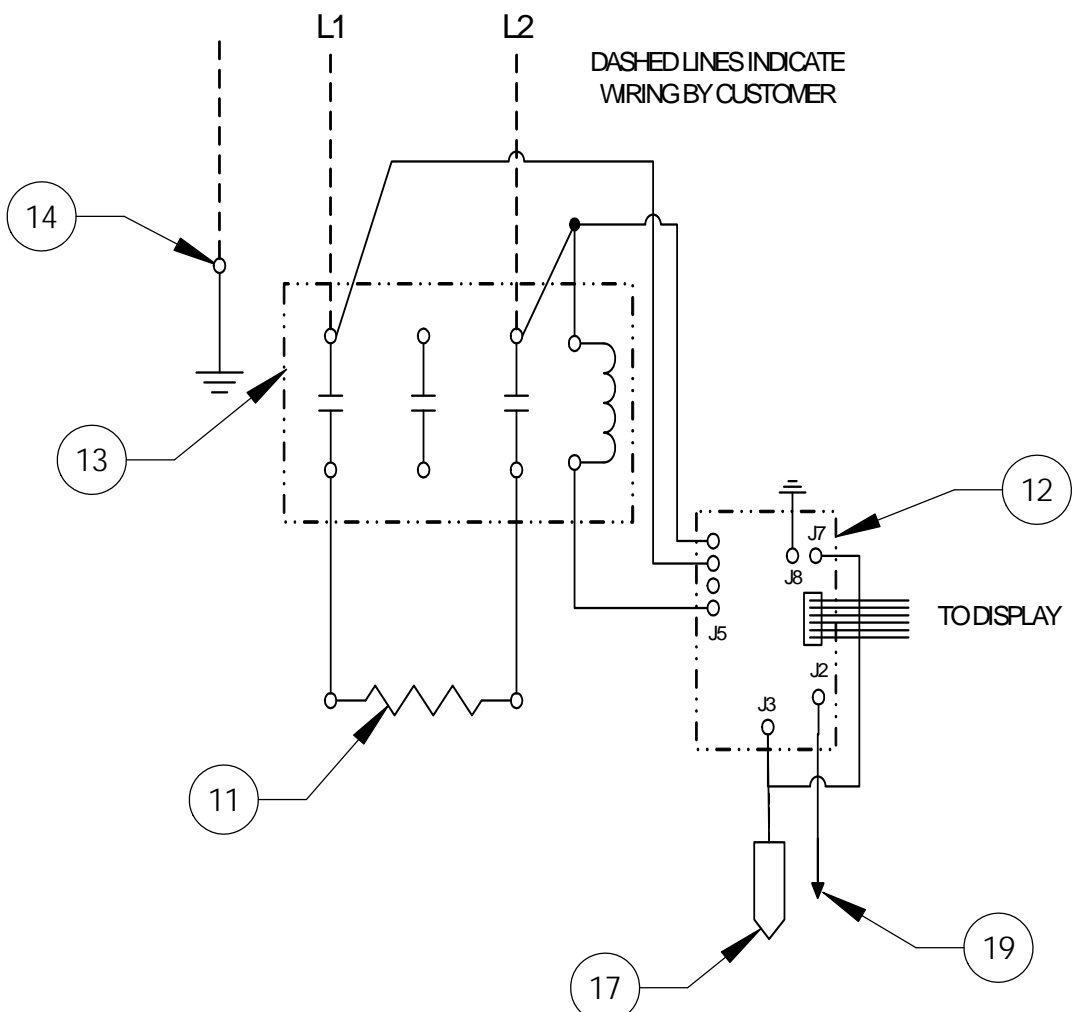 L1
L2
DASHED LINES INDICATE
WIRING BY CUSTOMER
14
13
12
J7
J8
J5
TO DISPLAY
J2
J3
11
19
17